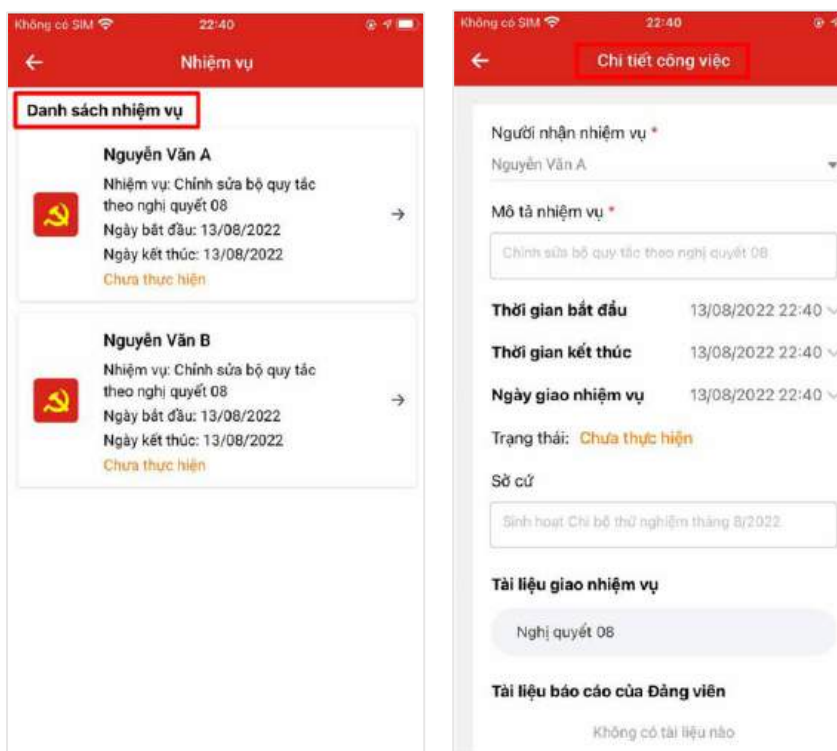 Không có SIM
22:40
Nhiệm vụ
Danh sách nhiệm vụ
Nguyễn Văn A
Nhiệm vụ: Chỉnh sửa bộ quy tắc
theo nghị quyết 08
Ngày bắt đầu: 13/08/2022
Ngày kết thúc: 13/08/2022
Chưa thực hiện
Nguyễn Văn B
Nhiệm vụ: Chỉnh sửa bộ quy tắc
theo nghị quyết 08
Ngày bắt đầu: 13/08/2022
Ngày kết thúc: 13/08/2022
Chưa thực hiện
Không có SIM
22:40
Chi tiết công việc
Người nhận nhiệm vụ *
Nguyễn Văn A
Mô tả nhiệm vụ *
Chỉnh sửa bộ quy tắc theo nghị quyết 08
Thời gian bắt đầu 13/08/2022 22:40
Thời gian kết thúc 13/08/2022 22:40
Ngày giao nhiệm vụ 13/08/2022 22:40
Trạng thái: Chưa thực hiện
Sở cứ
Sinh hoạt Chi bộ thử nghiệm tháng 8/2022
Tài liệu giao nhiệm vụ
Nghị quyết 08
Tài liệu báo cáo của Đảng viên
Không có tài liệu nào